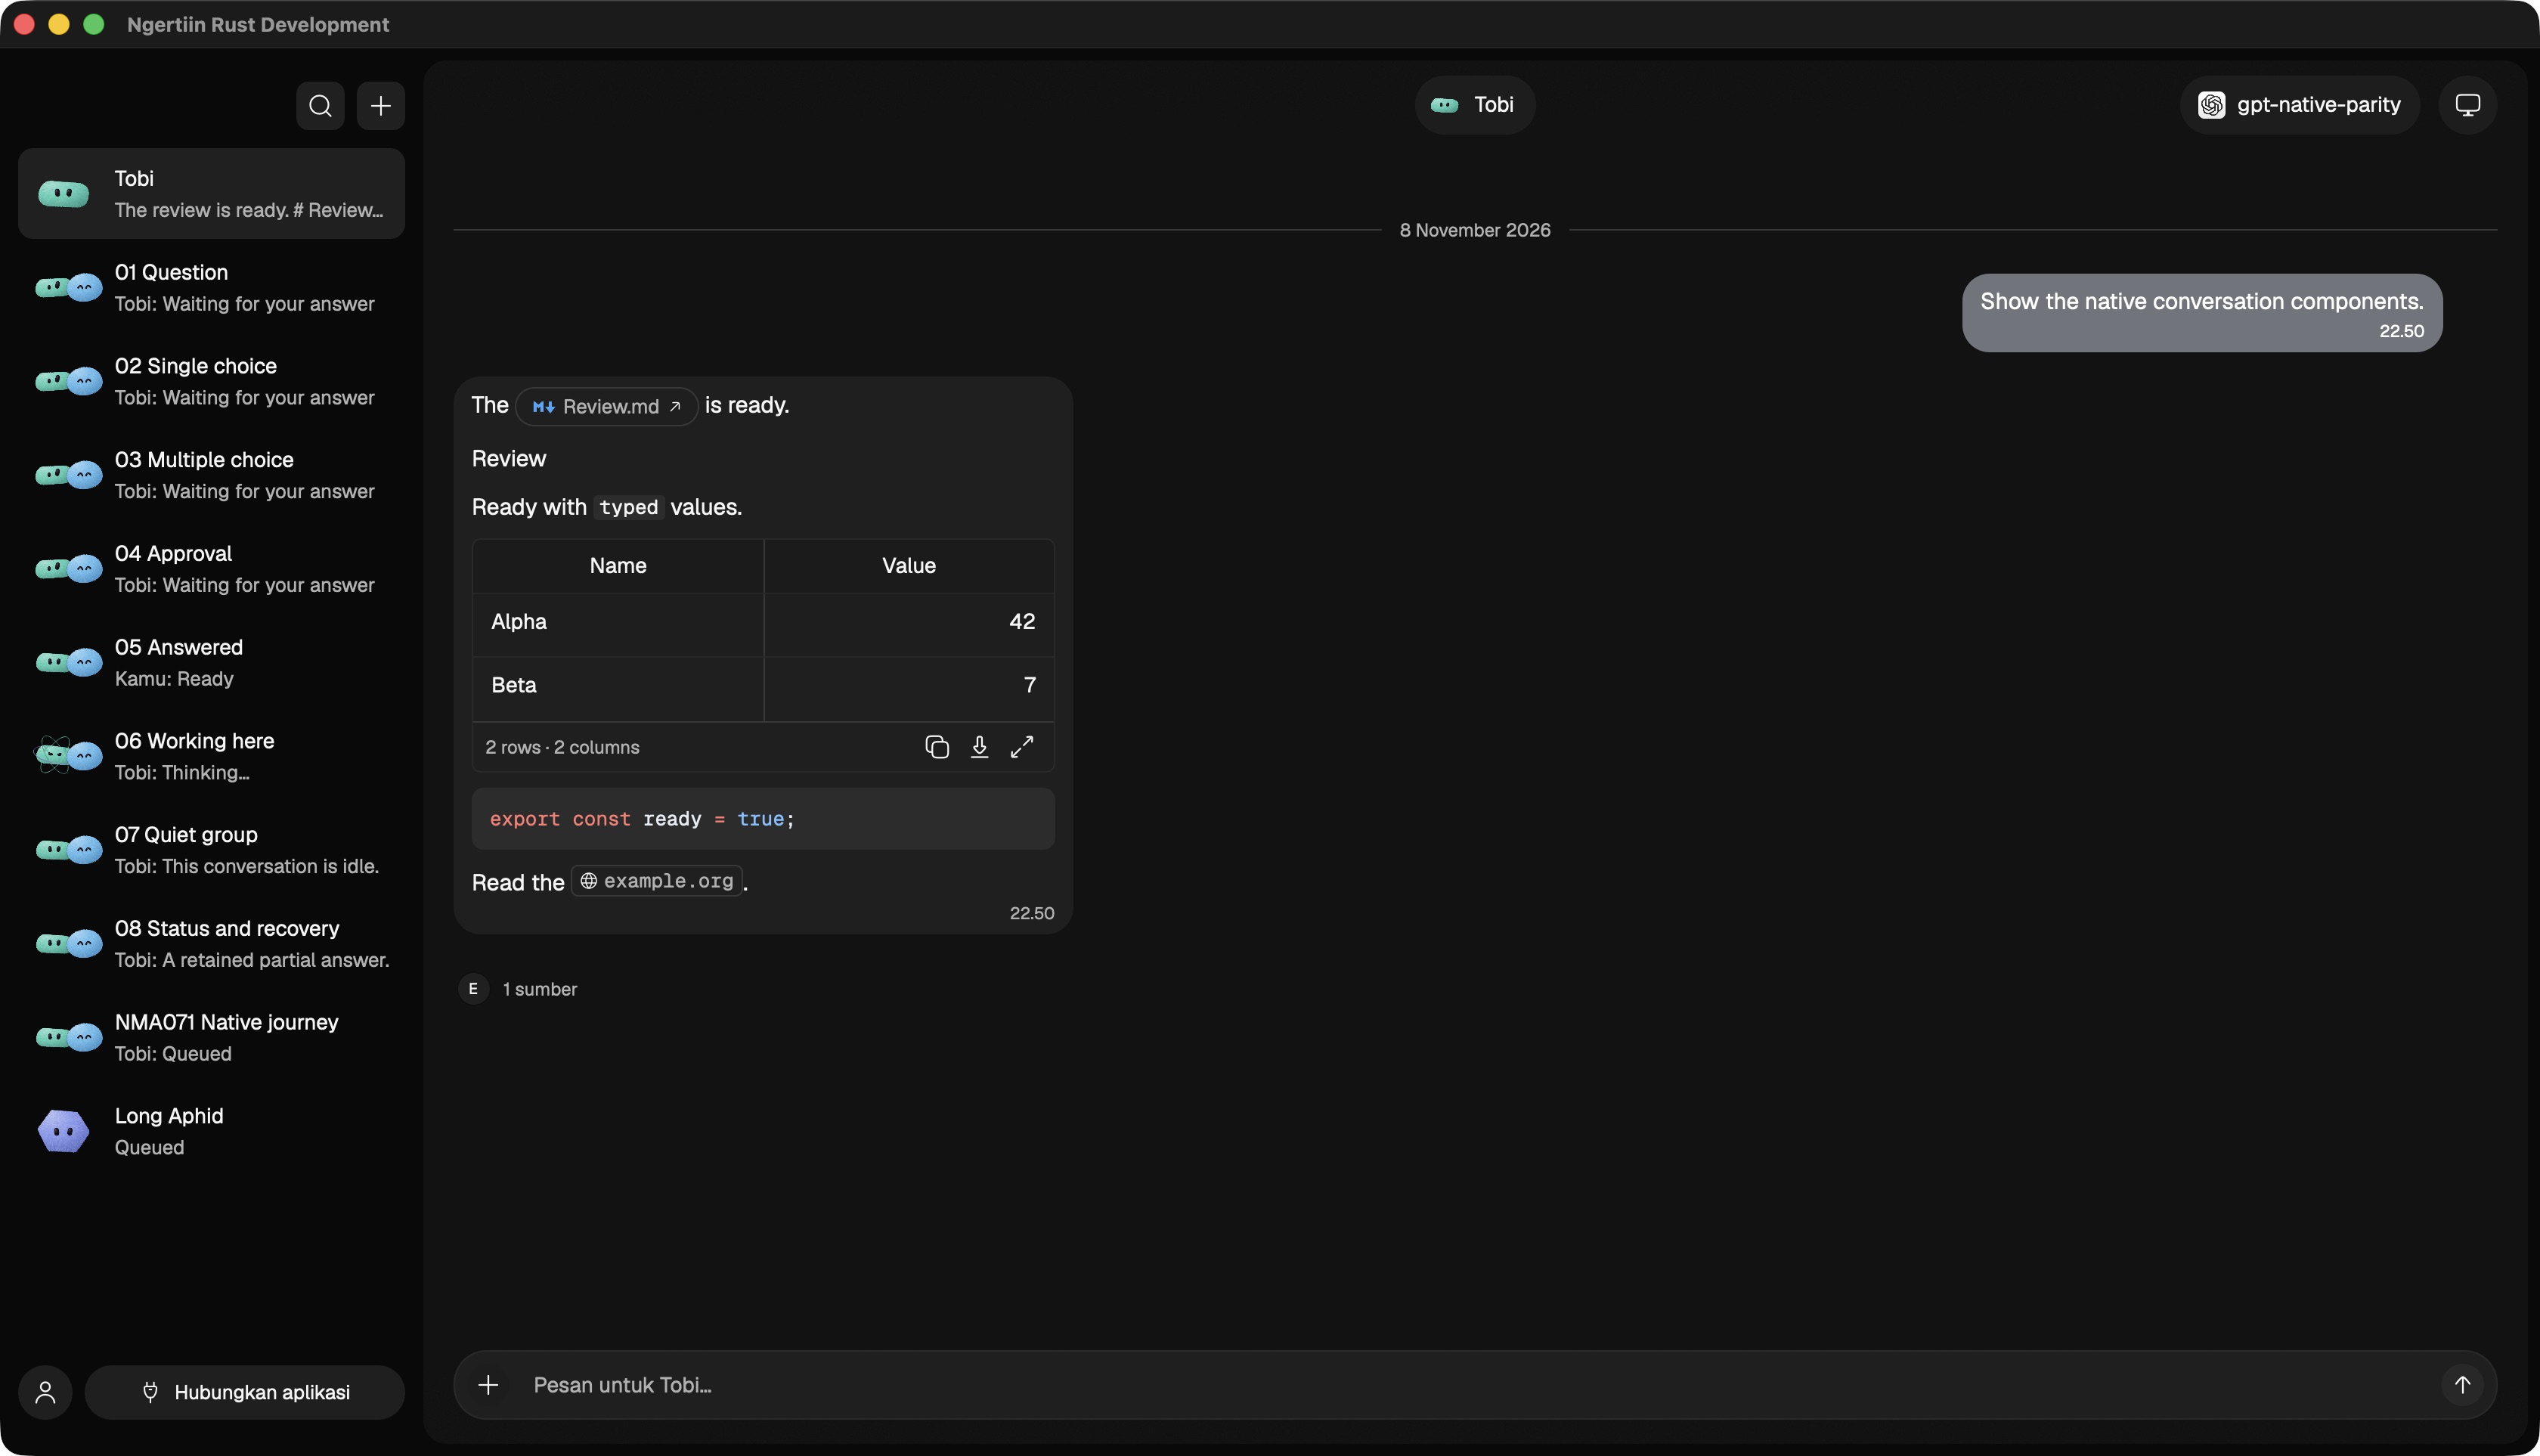 Ngertiin Rust Development
Tobi
The review is ready. # Review...
01 Question
Tobi: Waiting for your answer
02 Single choice
Tobi: Waiting for your answer
03 Multiple choice
Tobi: Waiting for your answer
04 Approval
Tobi: Waiting for your answer
05 Answered
Kamu: Ready
06 Working here
Tobi: Thinking...
07 Quiet group
Tobi: This conversation is idle.
08 Status and recovery
Tobi: A retained partial answer.
NMA071 Native journey
Tobi: Queued
Long Aphid
Queued
Hubungkan aplikasi
Tobi
gpt-native-parity
8 November 2026
Show the native conversation components.
22.50
The M↓ Review.md ↗ is ready.
Review
Ready with typed values.
Name Value
Alpha 42
Beta 7
2 rows · 2 columns
export const ready = true;
Read the example.org.
22.50
E 1 sumber
Pesan untuk Tobi...